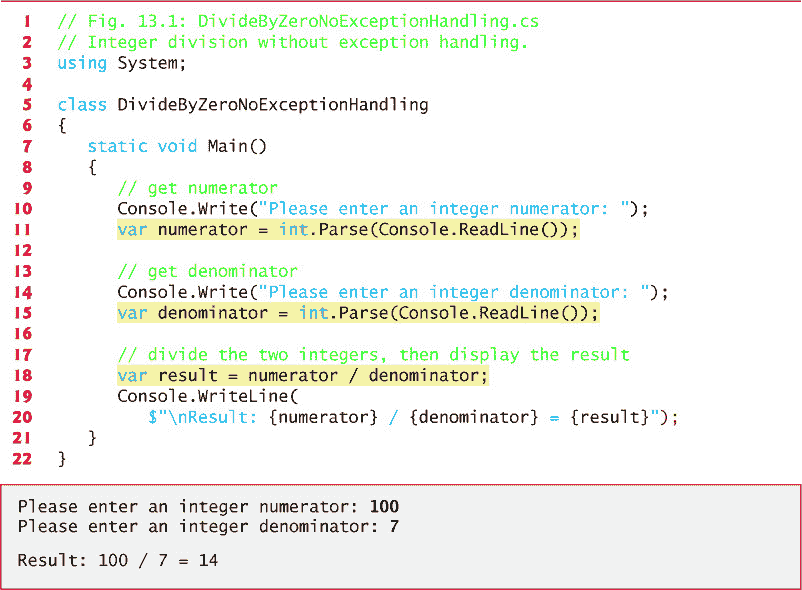 1 // Fig. 13.1: DivideByZeroNoExceptionHandling.cs
2 // Integer division without exception handling.
3 using System;
4
5 class DivideByZeroNoExceptionHandling
6 {
7 static void Main()
8 {
9 // get numerator
10 Console.Write("Please enter an integer numerator: ");
11 var numerator = int.Parse(Console.ReadLine());
12
13 // get denominator
14 Console.Write("Please enter an integer denominator: ");
15 var denominator = int.Parse(Console.ReadLine());
16
17 // divide the two integers, then display the result
18 var result = numerator / denominator;
19 Console.WriteLine(
20 $"\nResult: {numerator} / {denominator} = {result}");
21 }
22 }
Please enter an integer numerator: 100
Please enter an integer denominator: 7
Result: 100 / 7 = 14